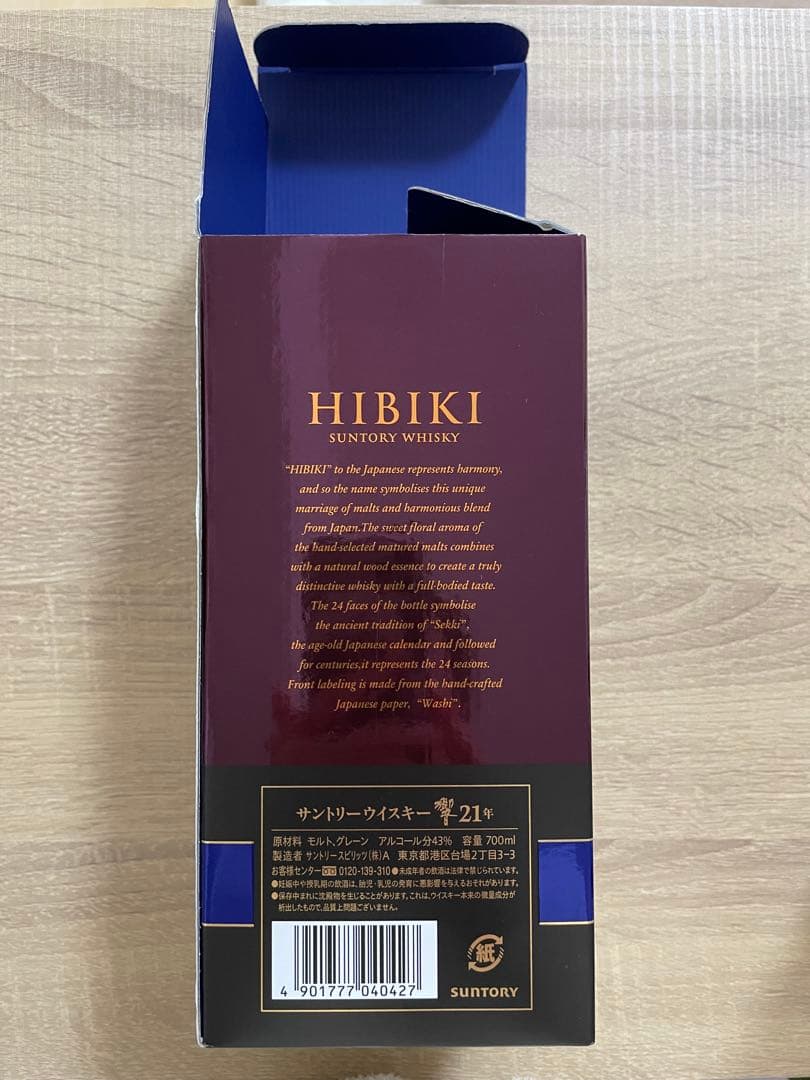 HIBIKI
SUNTORY WHISKY
“HIBIKI” to the Japanese represents harmony,
and so the name symbolises this unique
marriage of malts and harmonious blend
from Japan.The sweet floral aroma of
the hand-selected matured malts combines
with a natural wood essence to create a truly
distinctive whisky with a full-bodied taste.
The 24 faces of the bottle symbolise
the ancient tradition of “Sekki”,
the age-old Japanese calendar and followed
for centuries,it represents the 24 seasons.
Front labeling is made from the hand-crafted
Japanese paper, “Washi”.
サントリーウイスキー 響 21年
原材料 モルト、グレーン アルコール分43% 容量 700ml
製造者 サントリースピリッツ(株)A 東京都港区台場2丁目3-3
お客様センター 0120-139-310 ●未成年者の飲酒は法律で禁じられています。
●妊娠中や授乳期の飲酒は、胎児・乳児の発育に悪影響を与えるおそれがあります。
●保存中まれに沈殿物を生じることがあります。これは、ウイスキー本来の微量成分が
析出したもので、品質上問題ございません。
4 901777 040427
紙
SUNTORY